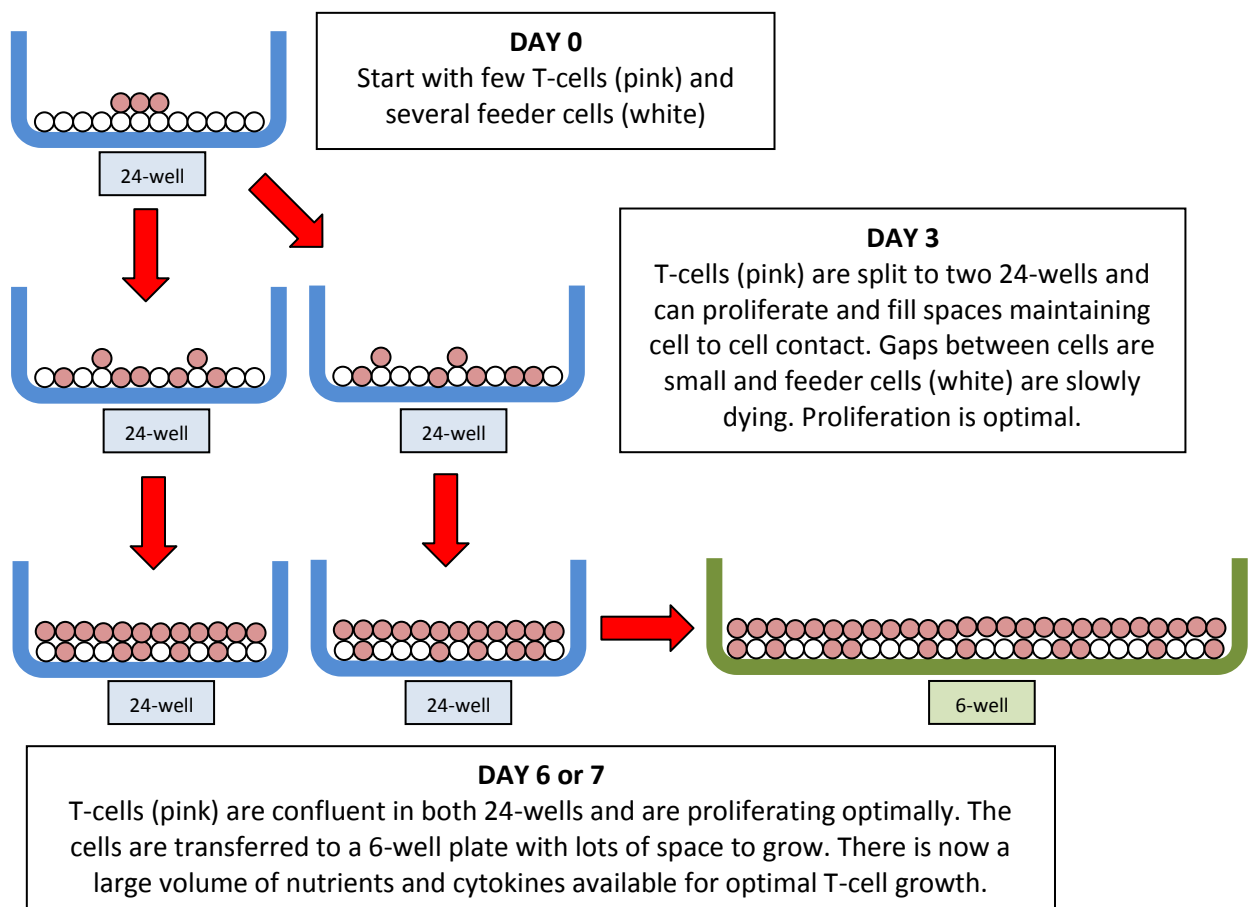 DAY 0
Start with few T-cells (pink) and
several feeder cells (white)
24-well
DAY 3
T-cells (pink) are split to two 24-wells and
can proliferate and fill spaces maintaining
cell to cell contact. Gaps between cells are
small and feeder cells (white) are slowly
dying. Proliferation is optimal.
24-well
24-well
24-well
24-well
6-well
DAY 6 or 7
T-cells (pink) are confluent in both 24-wells and are proliferating optimally. The
cells are transferred to a 6-well plate with lots of space to grow. There is now a
large volume of nutrients and cytokines available for optimal T-cell growth.